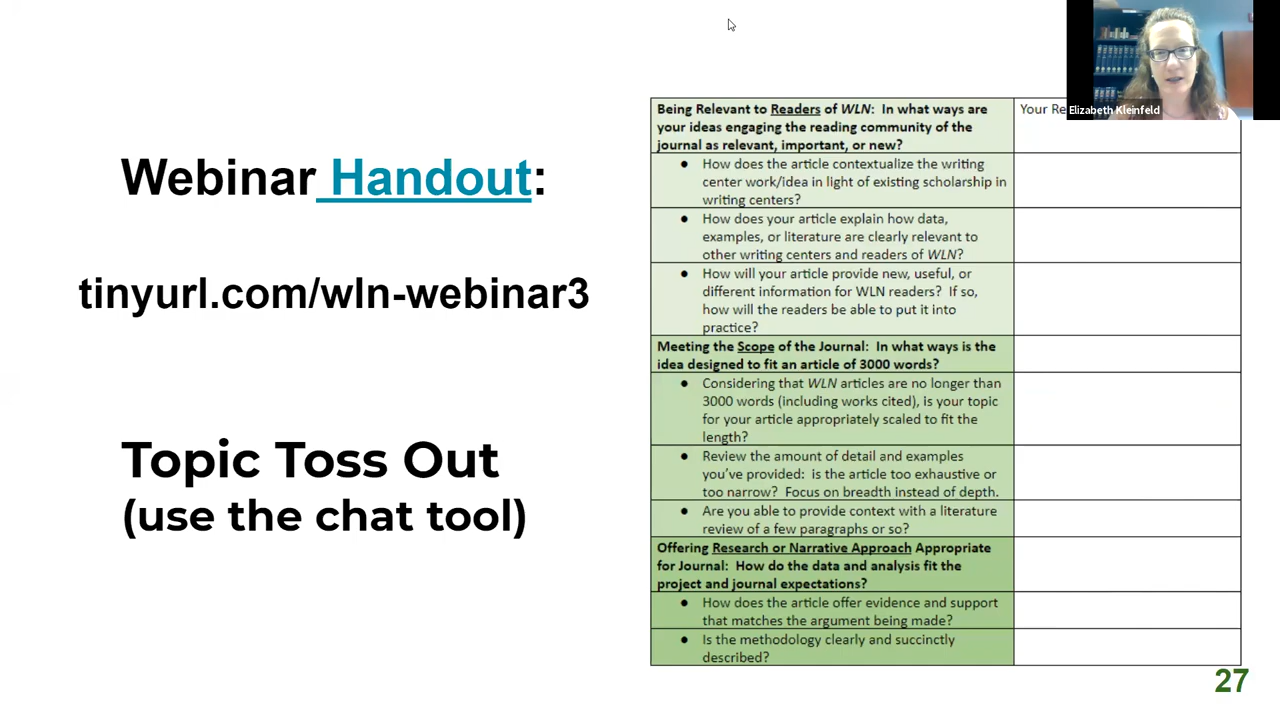 Webinar Handout:
tinyurl.com/wln-webinar3
Topic Toss Out
(use the chat tool)
Being Relevant to Readers of WLN: In what ways are
your ideas engaging the reading community of the
journal as relevant, important, or new?
● How does the article contextualize the writing
center work/idea in light of existing scholarship in
writing centers?
● How does your article explain how data,
examples, or literature are clearly relevant to
other writing centers and readers of WLN?
● How will your article provide new, useful, or
different information for WLN readers? If so,
how will the readers be able to put it into
practice?
Meeting the Scope of the Journal: In what ways is the
idea designed to fit an article of 3000 words?
● Considering that WLN articles are no longer than
3000 words (including works cited), is your topic
for your article appropriately scaled to fit the
length?
● Review the amount of detail and examples
you've provided: is the article too exhaustive or
too narrow? Focus on breadth instead of depth.
● Are you able to provide context with a literature
review of a few paragraphs or so?
Offering Research or Narrative Approach Appropriate
for Journal: How do the data and analysis fit the
project and journal expectations?
● How does the article offer evidence and support
that matches the argument being made?
● Is the methodology clearly and succinctly
described?
Your
Elizabeth Kleinfeld
27